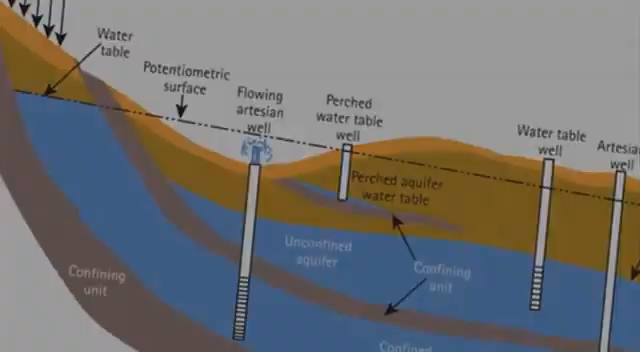 Water
table
Potentiometric
surface
Flowing
artesian
well
Perched
water table
well
Water table
well
well
Perched aquifer
water table
Unconfined
aquifer
Confining
unit
Confining
unit